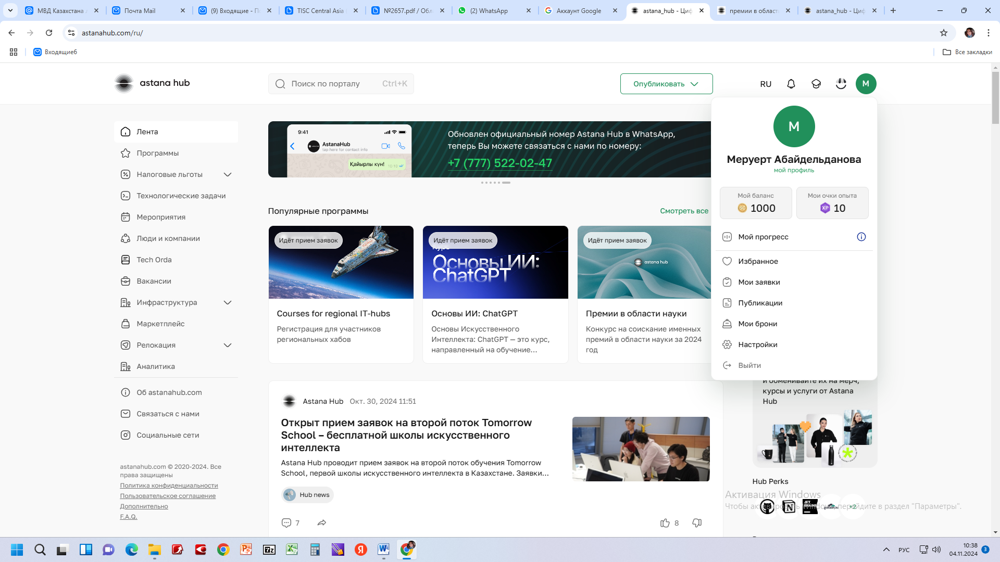 МВД Казахстана
Почта Mail
(9) Входящие - По
TISC Central Asia
№2657.pdf / Обл
(2) WhatsApp
Аккаунт Google
astana_hub - Циф
премии в област
astana_hub - Циф
astanahub.com/ru/
Входящиеб
Все закладки
astana hub
Поиск по порталу
Ctrl+K
Опубликовать
RU
М
Лента
Программы
Налоговые льготы
Технологические задачи
Мероприятия
Люди и компании
Tech Orda
Вакансии
Инфраструктура
Маркетплейс
Релокация
Аналитика
Об astanahub.com
Связаться с нами
Социальные сети
astanahub.com © 2020-2024. Все
права защищены
Политика конфиденциальности
Пользовательское соглашение
Дополнительно
F.A.Q.
9:41
AstanaHub
tap here for contact info
Қайырлы күн!
10:10
Обновлен официальный номер Astana Hub в WhatsApp,
теперь Вы можете связаться с нами по номеру:
+7 (777) 522-02-47
Популярные программы
Смотреть все
Идёт прием заявок
Courses for regional IT-hubs
Регистрация для участников
региональных хабов
Идёт прием заявок
Курс
Основы ИИ:
ChatGPT
Основы ИИ: ChatGPT
Основы Искусственного
Интеллекта: ChatGPT — это курс,
направленный на обучение...
Идёт прием заявок
astana hub
Премии в области науки
Конкурс на соискание именных
премий в области науки за 2024
год
Astana Hub
Окт. 30, 2024 11:51
Открыт прием заявок на второй поток Tomorrow
School – бесплатной школы искусственного
интеллекта
Astana Hub проводит прием заявок на второй поток обучения Tomorrow
School, первой школы искусственного интеллекта в Казахстане. Заявки...
Hub news
7
8
М
Меруерт Абайдельданова
мой профиль
Мой баланс
1000
Мои очки опыта
XP
10
Мой прогресс
Избранное
Мои заявки
Публикации
Мои брони
Настройки
Выйти
и обменивайте их на мерч,
курсы и услуги от Astana
Hub
Hub Perks
JET
BRAINS
+2
Активация Windows
Чтобы активировать Windows, перейдите в раздел "Параметры".
РУС
10:38
04.11.2024
3